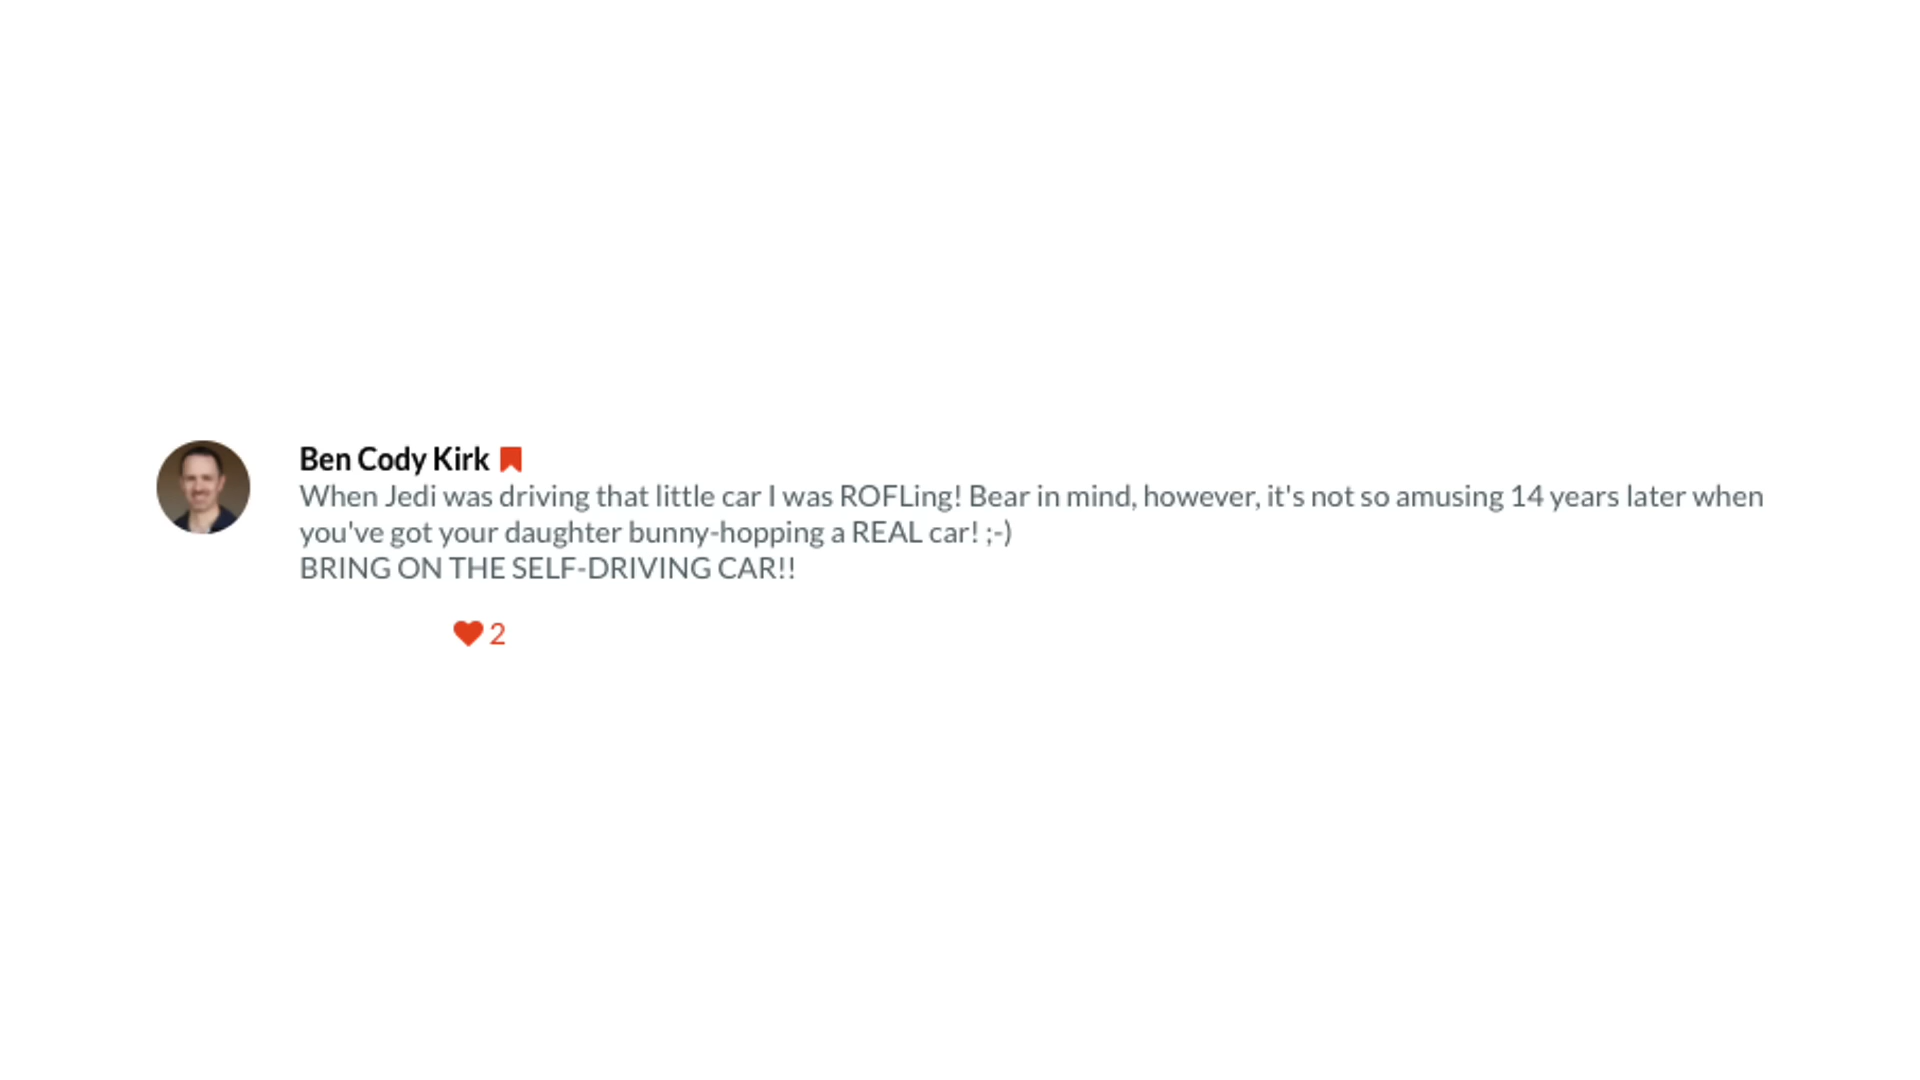 Ben Cody Kirk
When Jedi was driving that little car I was ROFLing! Bear in mind, however, it's not so amusing 14 years later when
you've got your daughter bunny-hopping a REAL car! ;-)
BRING ON THE SELF-DRIVING CAR!!
2